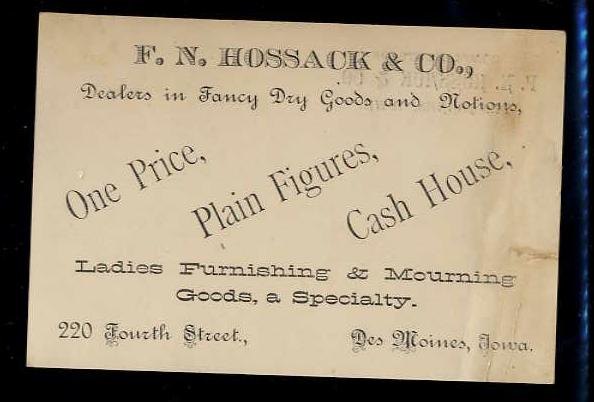 F. N. HOSSACK & CO.,
Dealers in Fancy Dry Goods and Notions,
One Price,
Plain Figures,
Cash House,
Ladies Furnishing & Mourning
Goods, a Specialty.
220 Fourth Street., Des Moines, Iowa.